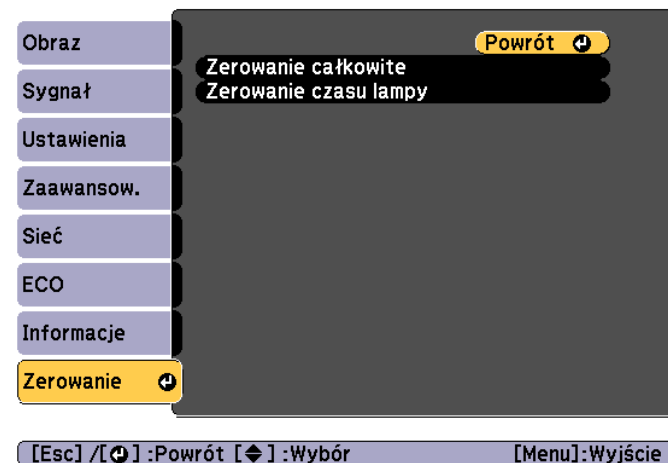 Obraz
Sygnał
Ustawienia
Zaawansow.
Sieć
ECO
Informacje
Zerowanie
Powrót
Zerowanie całkowite
Zerowanie czasu lampy
[Esc] /[⏎] :Powrót [◆] :Wybór [Menu]:Wyjście